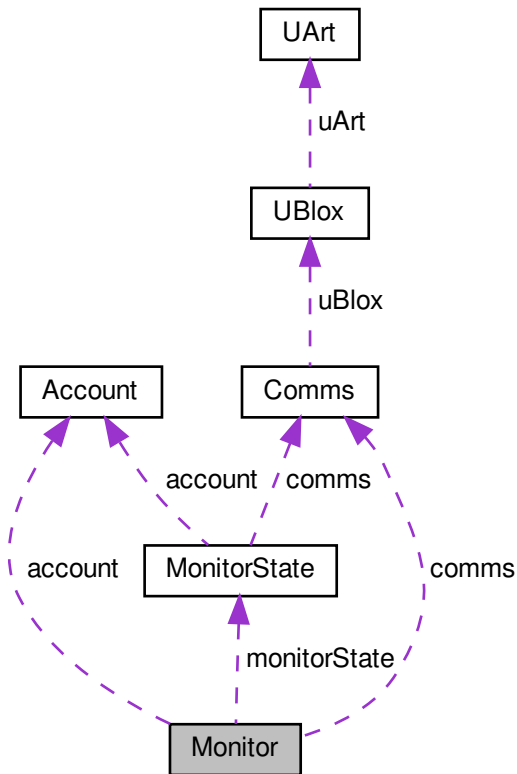 UArt
uArt
UBlox
uBlox
Account
Comms
account
comms
account
MonitorState
comms
monitorState
Monitor